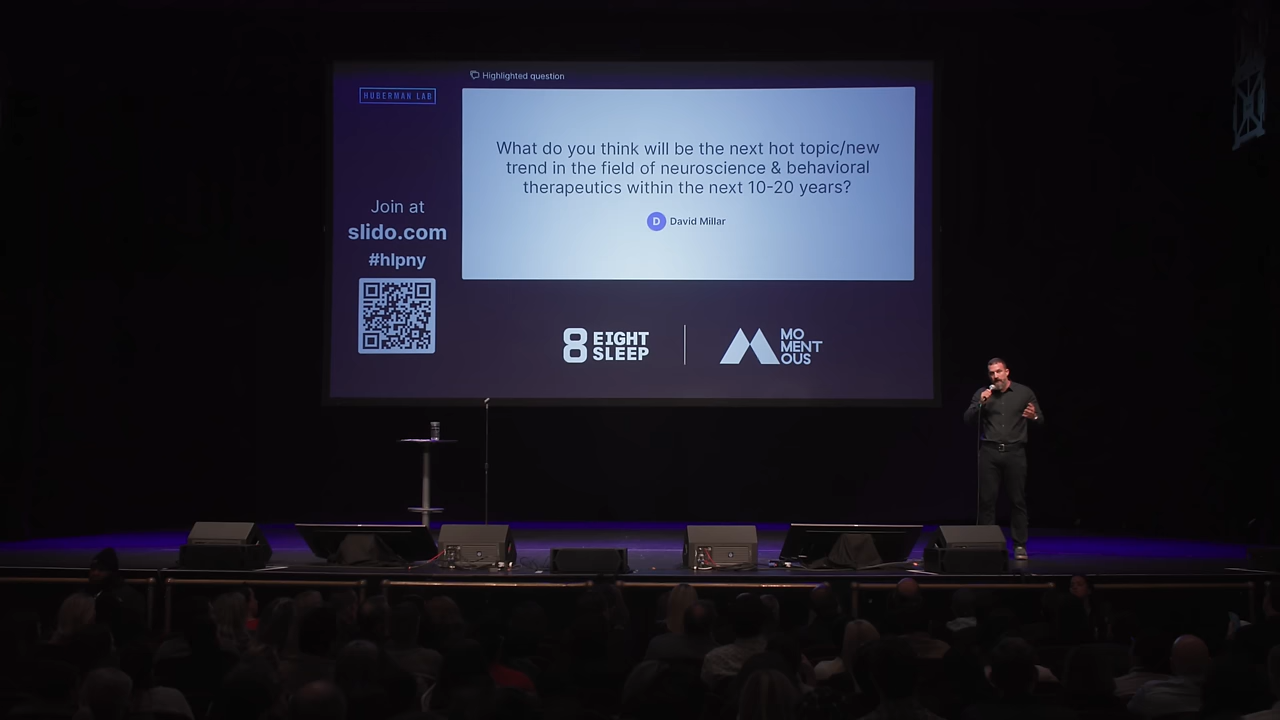 Highlighted question
HUBERMAN LAB
What do you think will be the next hot topic/new
trend in the field of neuroscience & behavioral
therapeutics within the next 10-20 years?
D David Millar
Join at
slido.com
#hlpny
8 EIGHT
SLEEP
MO
MENT
OUS